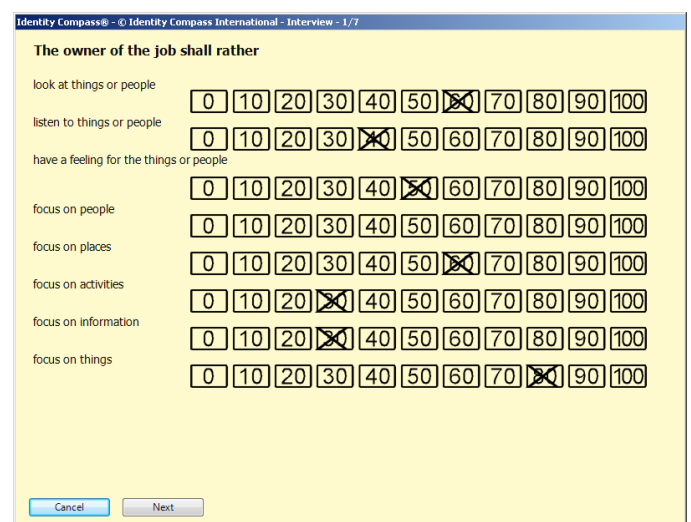 Identity Compass® - © Identity Compass International - Interview - 1/7
The owner of the job shall rather
look at things or people
0 10 20 30 40 50 60 70 80 90 100
listen to things or people
0 10 20 30 40 50 60 70 80 90 100
have a feeling for the things or people
0 10 20 30 40 50 60 70 80 90 100
focus on people
0 10 20 30 40 50 60 70 80 90 100
focus on places
0 10 20 30 40 50 60 70 80 90 100
focus on activities
0 10 20 30 40 50 60 70 80 90 100
focus on information
0 10 20 30 40 50 60 70 80 90 100
focus on things
0 10 20 30 40 50 60 70 80 90 100
Cancel Next